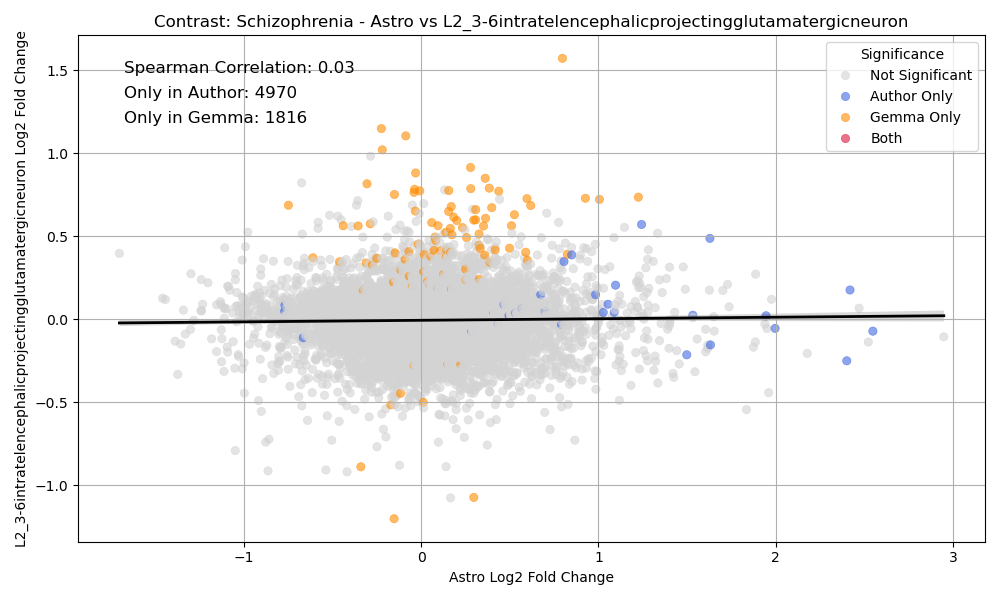 Contrast: Schizophrenia - Astro vs L2_3-6intratelencephalicprojectingglutamatergicneuron
L2_3-6intratelencephalicprojectingglutamatergicneuron Log2 Fold Change
1.5
1.0
0.5
0.0
−0.5
−1.0
Spearman Correlation: 0.03
Only in Author: 4970
Only in Gemma: 1816
Significance
Not Significant
Author Only
Gemma Only
Both
−1
0
1
2
3
Astro Log2 Fold Change